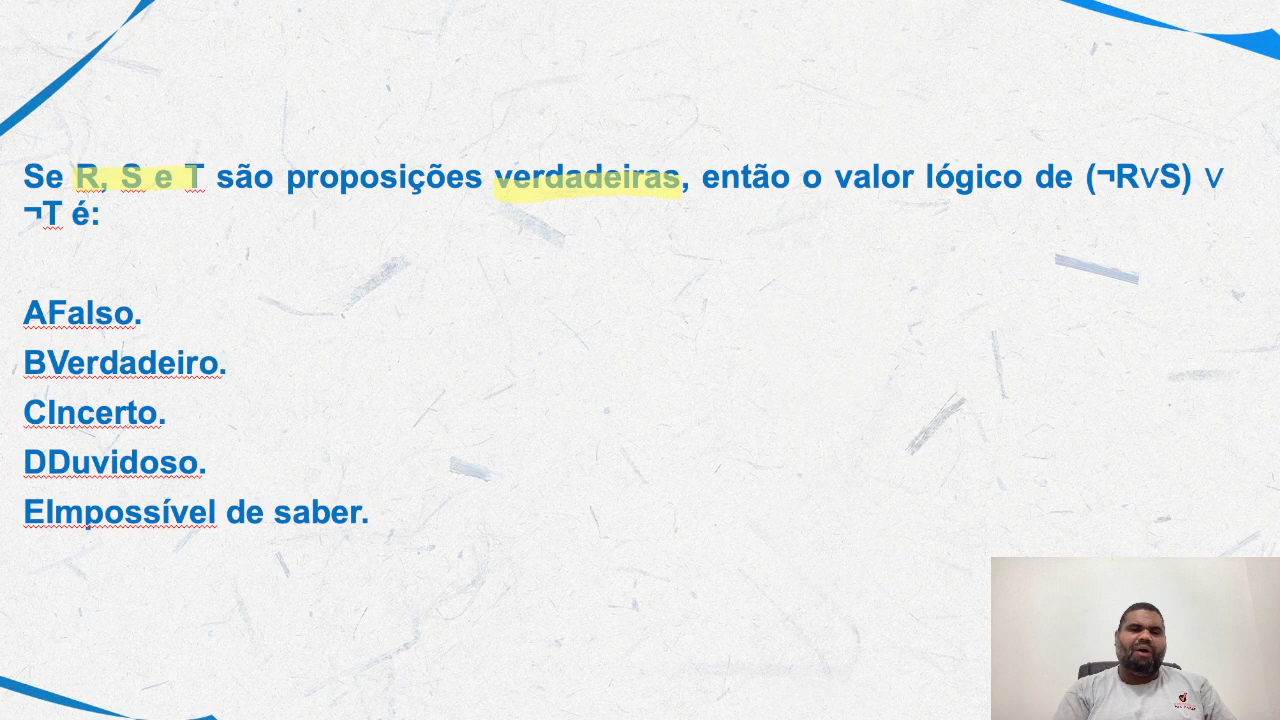 Se R, S e T são proposições verdadeiras, então o valor lógico de (¬R∨S) ∨
¬T é:
AFalso.
BVerdadeiro.
CIncerto.
DDuvidoso.
EImpossível de saber.